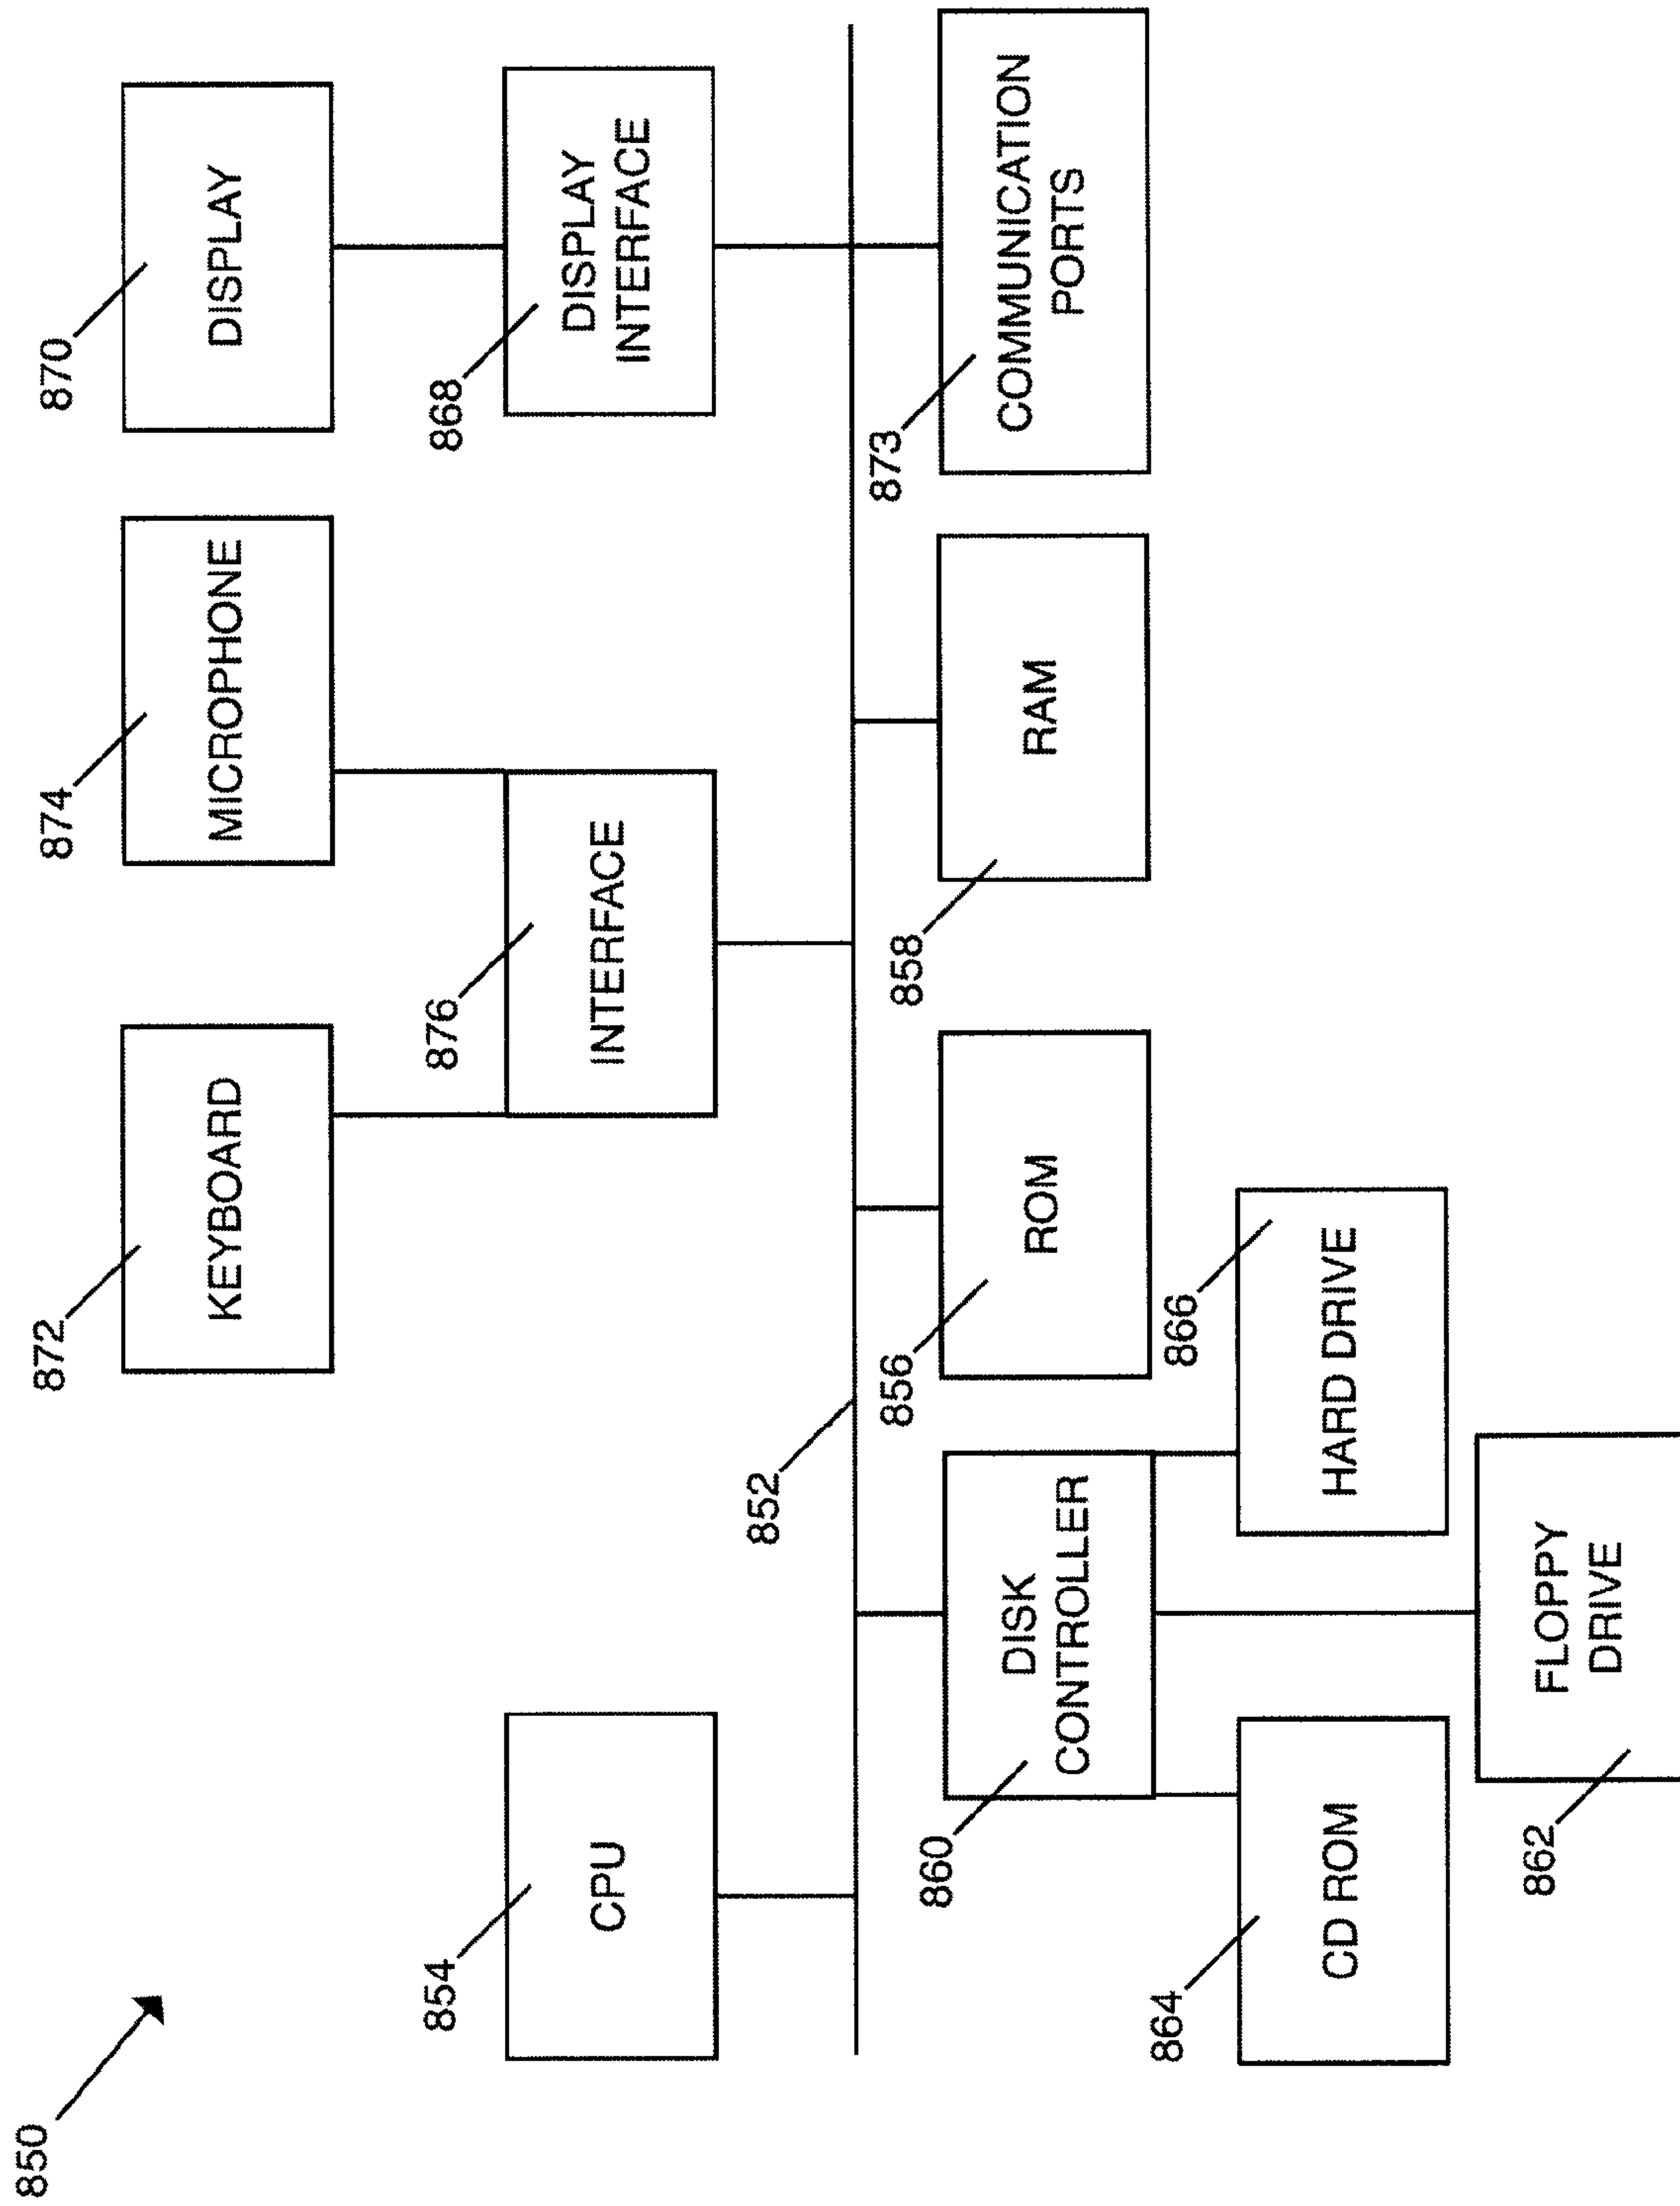 850
872
KEYBOARD
874
MICROPHONE
870
DISPLAY
854
CPU
876
INTERFACE
868
DISPLAY
INTERFACE
852
860
DISK
CONTROLLER
856
ROM
858
RAM
873
COMMUNICATION
PORTS
864
CD ROM
866
HARD DRIVE
862
FLOPPY
DRIVE